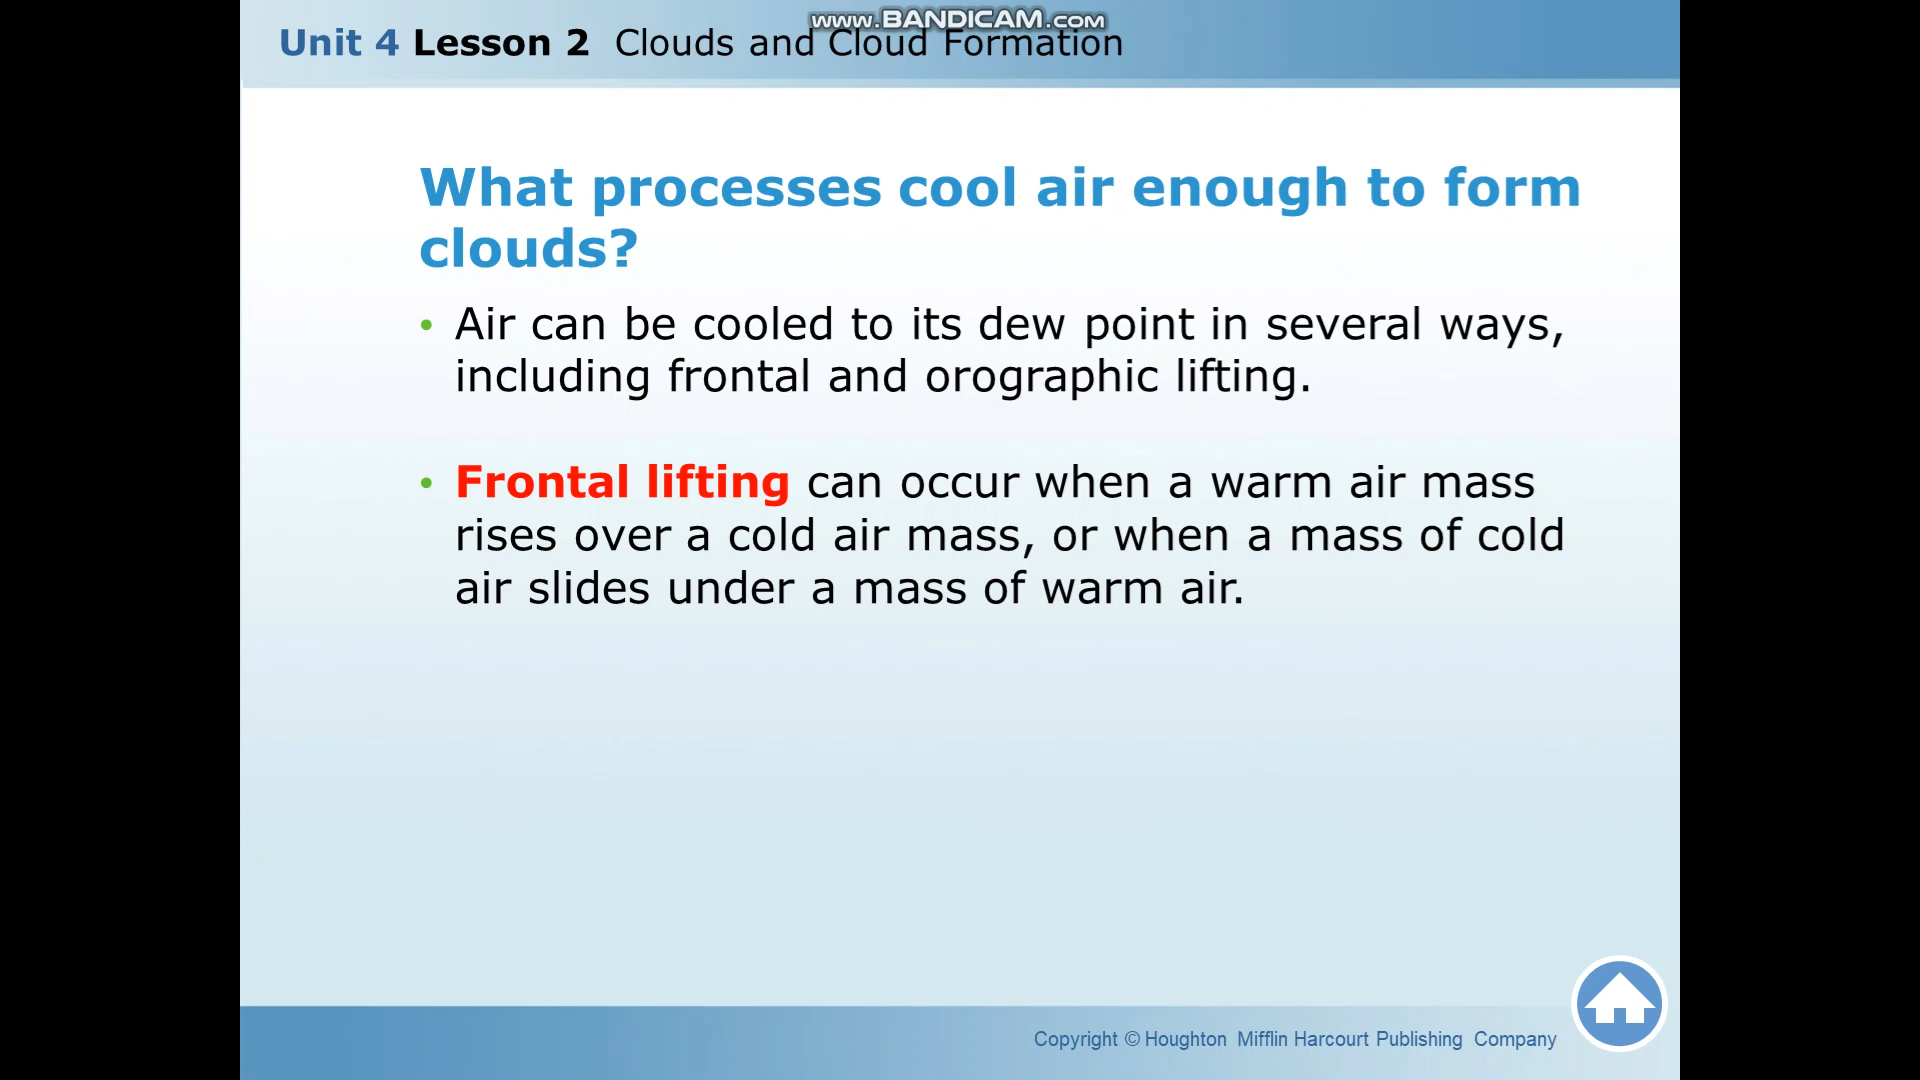 www.BANDICAM.com
Unit 4 Lesson 2 Clouds and Cloud Formation
What processes cool air enough to form
clouds?
• Air can be cooled to its dew point in several ways,
including frontal and orographic lifting.
• Frontal lifting can occur when a warm air mass
rises over a cold air mass, or when a mass of cold
air slides under a mass of warm air.
Copyright © Houghton Mifflin Harcourt Publishing Company